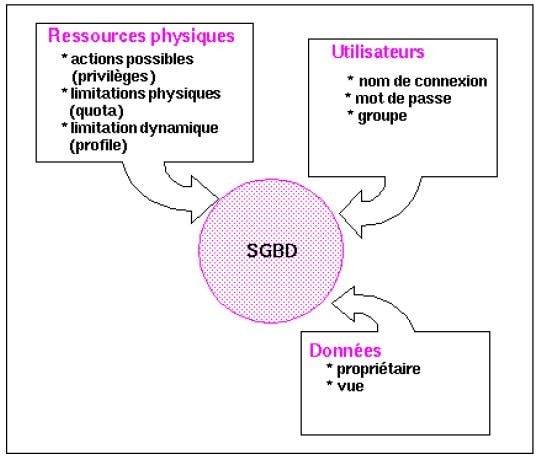 Ressources physiques
* actions possibles
(privilèges)
* limitations physiques
(quota)
* limitation dynamique
(profile)
Utilisateurs
* nom de connexion
* mot de passe
* groupe
SGBD
Données
* propriétaire
* vue